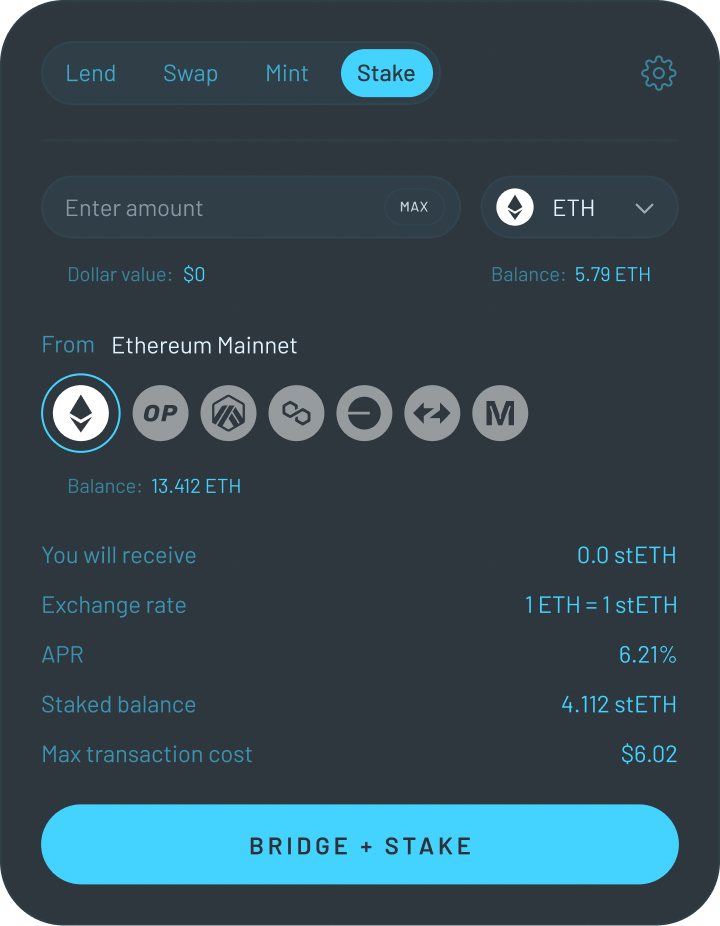 Lend Swap Mint Stake
Enter amount MAX ETH
Dollar value: $0 Balance: 5.79 ETH
From Ethereum Mainnet
OP M
Balance: 13.412 ETH
You will receive 0.0 stETH
Exchange rate 1 ETH = 1 stETH
APR 6.21%
Staked balance 4.112 stETH
Max transaction cost $6.02
BRIDGE + STAKE